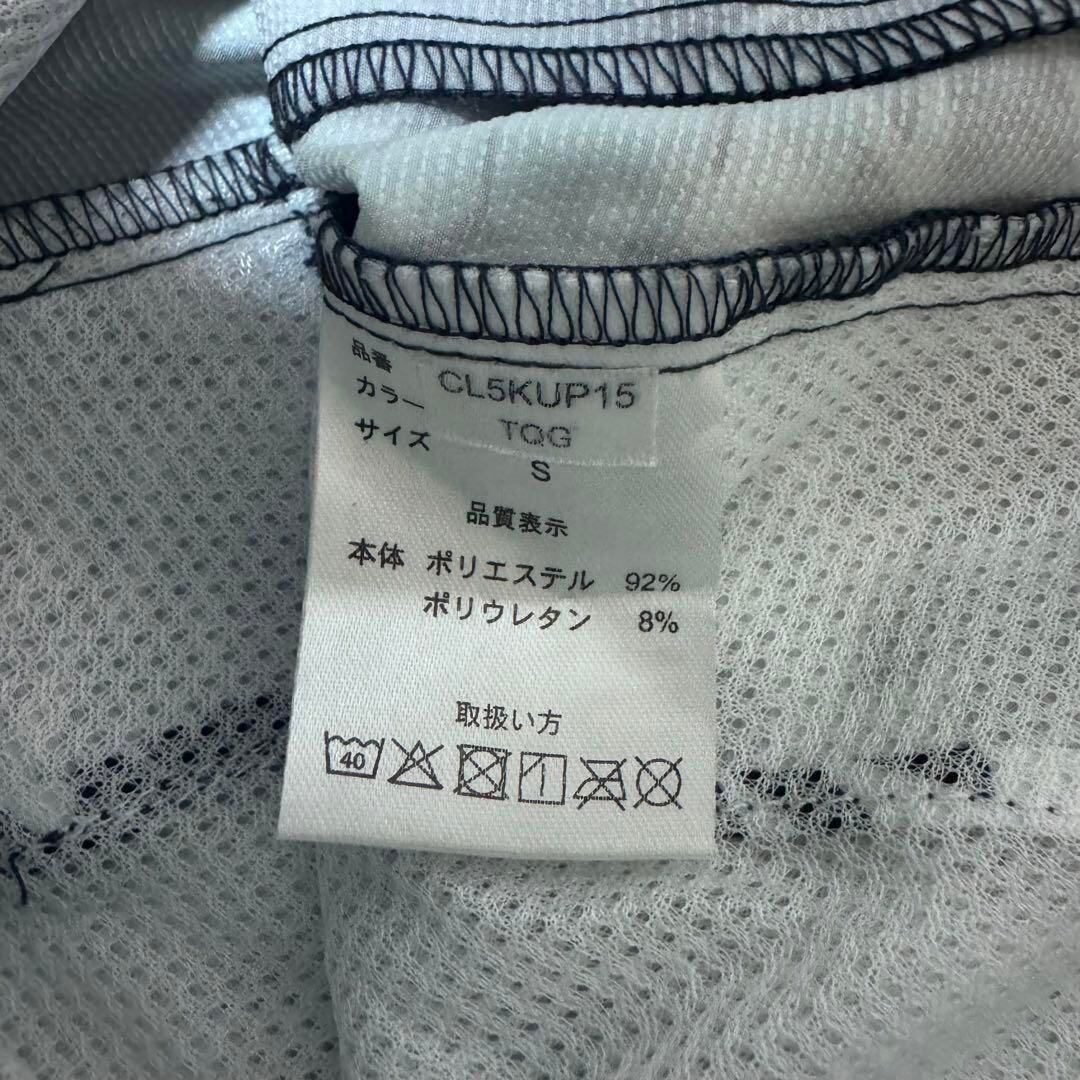 品番 CL5KUP15
カラー TQG
サイズ S
品質表示
本体 ポリエステル 92%
ポリウレタン 8%
取扱い方
40